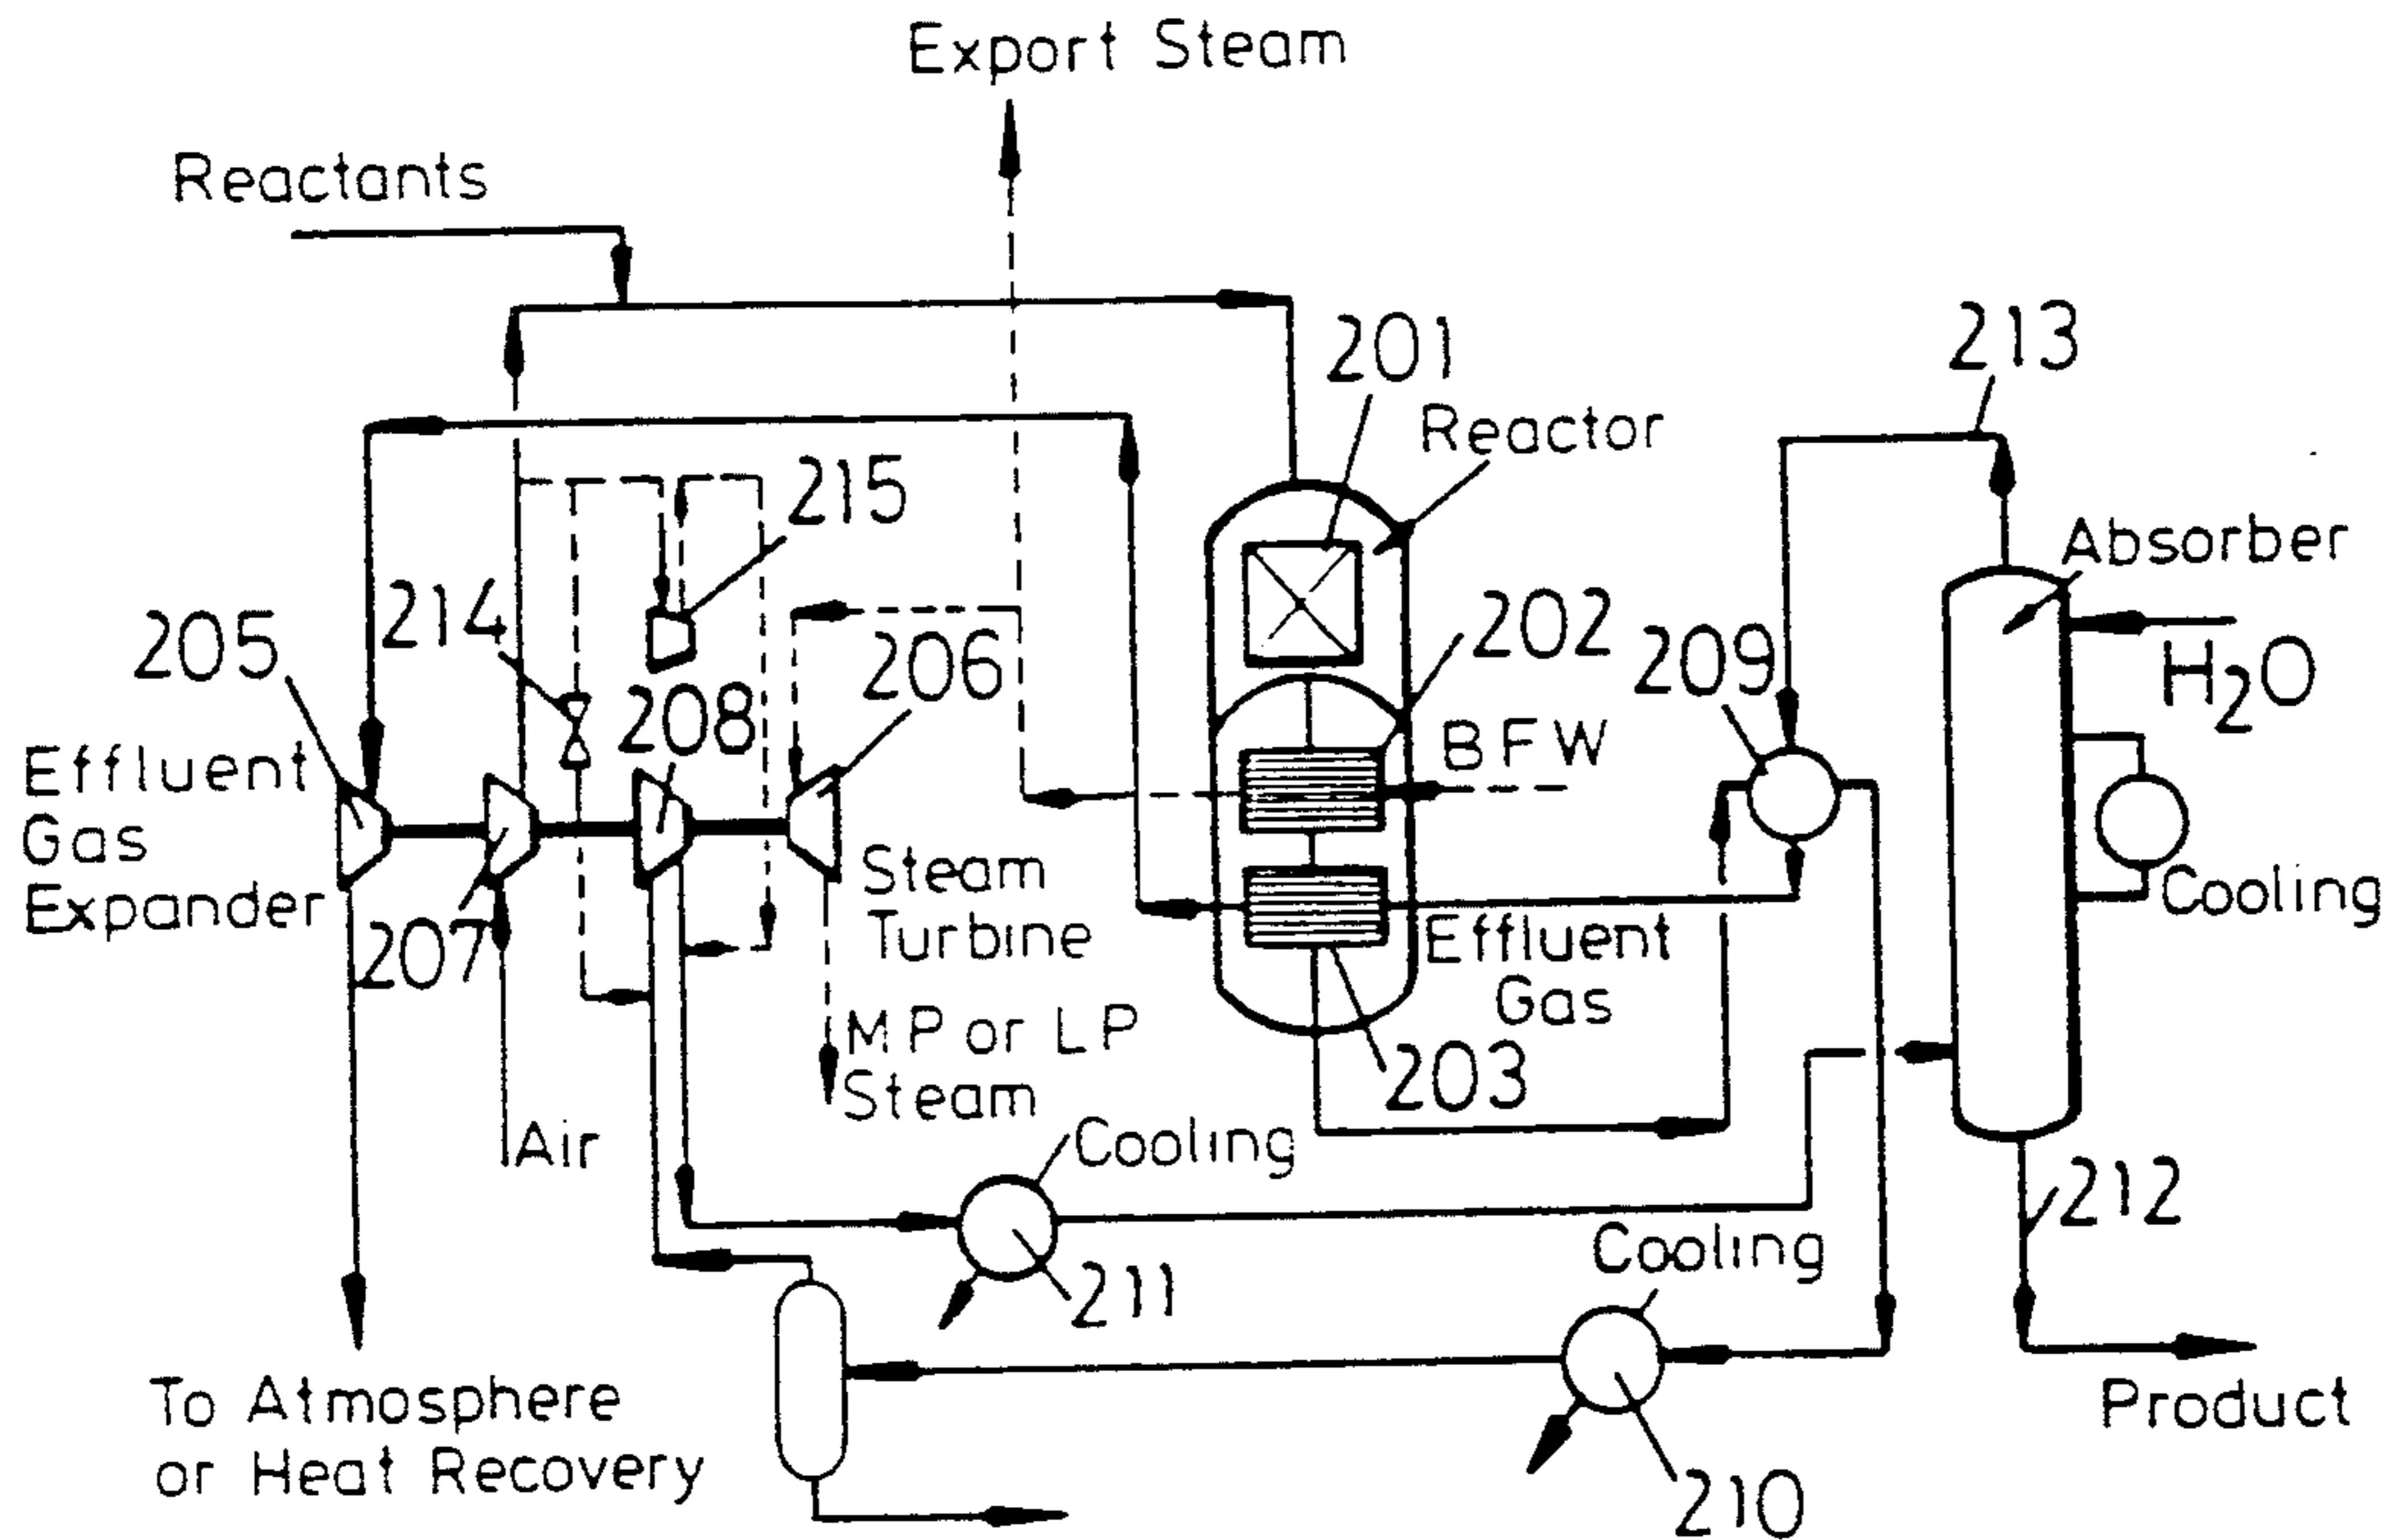 Export Steam
Reactants
201
213
Reactor
215
Absorber
214
205
206
202
209
H2O
208
BFW
Effluent
Gas
Expander
Steam
Turbine
207
Cooling
Effluent
Gas
MP or LP
Steam
203
Air
Cooling
212
Cooling
211
To Atmosphere
or Heat Recovery
Product
210